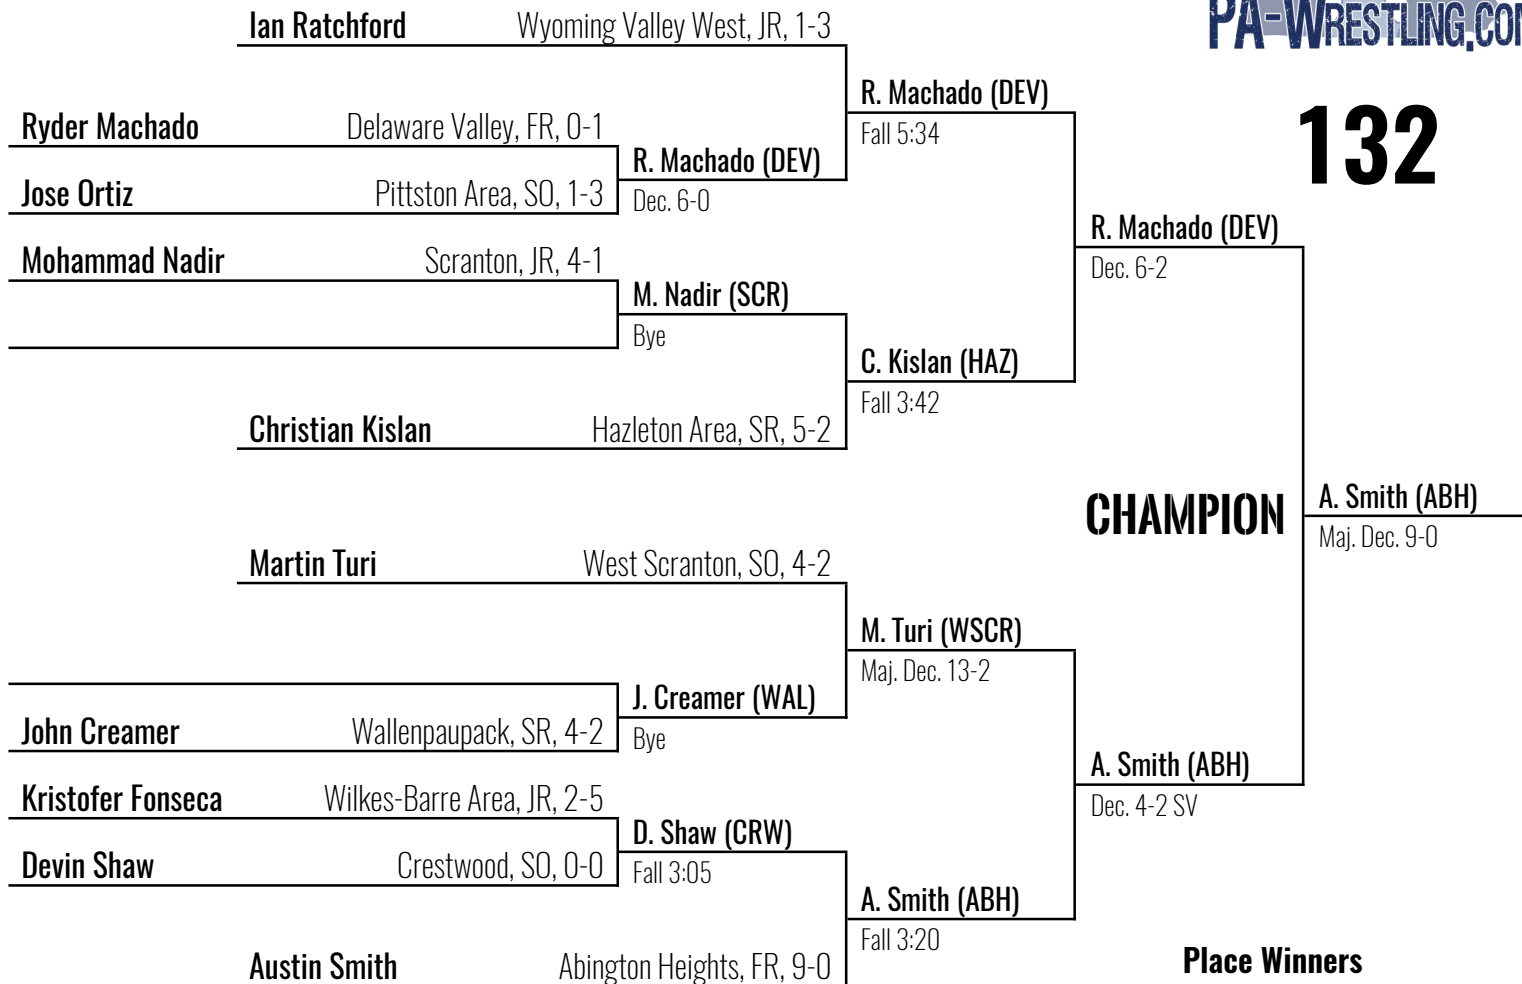 PA-WRESTLING.COM
Ian Ratchford Wyoming Valley West, JR, 1-3
R. Machado (DEV)
Fall 5:34
132
Ryder Machado Delaware Valley, FR, 0-1
R. Machado (DEV)
Dec. 6-0
Jose Ortiz Pittston Area, SO, 1-3
R. Machado (DEV)
Dec. 6-2
Mohammad Nadir Scranton, JR, 4-1
M. Nadir (SCR)
Bye
C. Kislan (HAZ)
Fall 3:42
Christian Kislan Hazleton Area, SR, 5-2
CHAMPION
A. Smith (ABH)
Maj. Dec. 9-0
Martin Turi West Scranton, SO, 4-2
M. Turi (WSCR)
Maj. Dec. 13-2
J. Creamer (WAL)
Bye
John Creamer Wallenpaupack, SR, 4-2
A. Smith (ABH)
Dec. 4-2 SV
Kristofer Fonseca Wilkes-Barre Area, JR, 2-5
D. Shaw (CRW)
Fall 3:05
Devin Shaw Crestwood, SO, 0-0
A. Smith (ABH)
Fall 3:20
Austin Smith Abington Heights, FR, 9-0
Place Winners